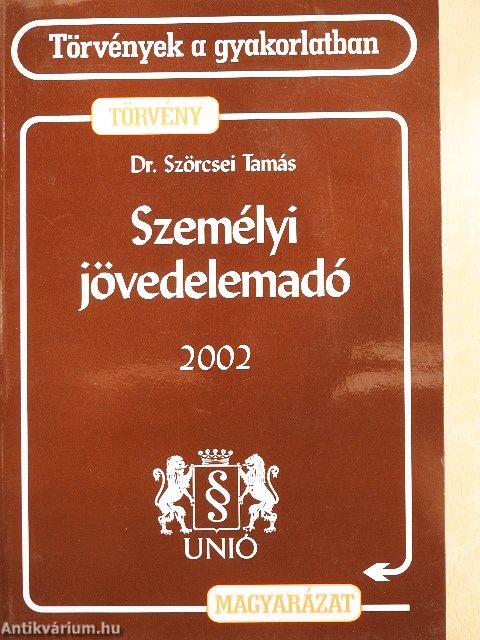 Törvények a gyakorlatban
TÖRVÉNY
Dr. Szörcsei Tamás
Személyi
jövedelemadó
2002
§
UNIÓ
MAGYARÁZAT
Antikvárium.hu